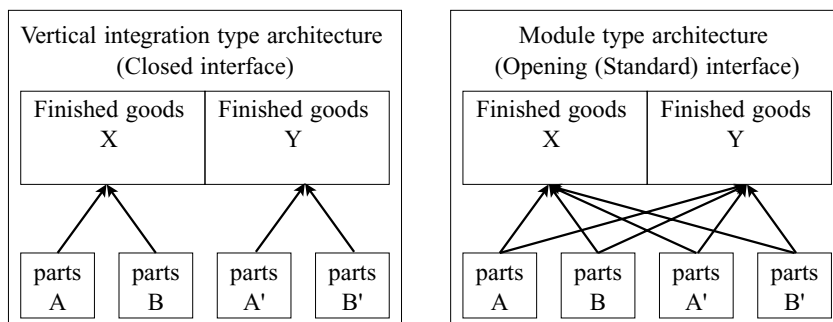 Vertical integration type architecture
(Closed interface)
Finished goods
X
Finished goods
Y
parts
A
parts
B
parts
A'
parts
B'
Module type architecture
(Opening (Standard) interface)
Finished goods
X
Finished goods
Y
parts
A
parts
B
parts
A'
parts
B'